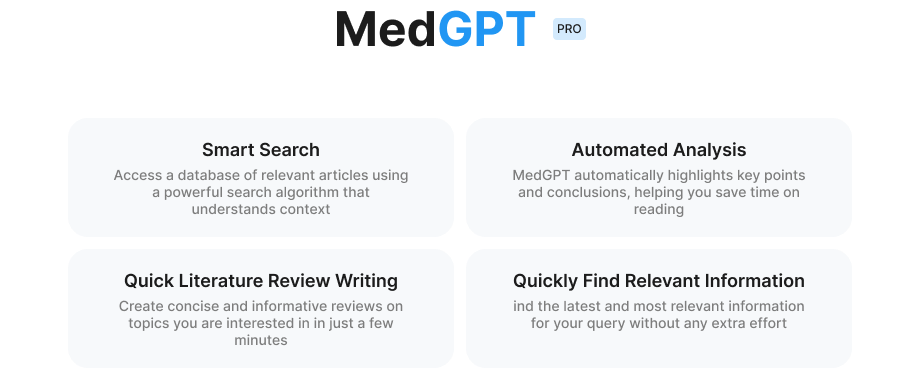 MedGPT PRO
Smart Search
Access a database of relevant articles using
a powerful search algorithm that
understands context
Automated Analysis
MedGPT automatically highlights key points
and conclusions, helping you save time on
reading
Quick Literature Review Writing
Create concise and informative reviews on
topics you are interested in in just a few
minutes
Quickly Find Relevant Information
ind the latest and most relevant information
for your query without any extra effort